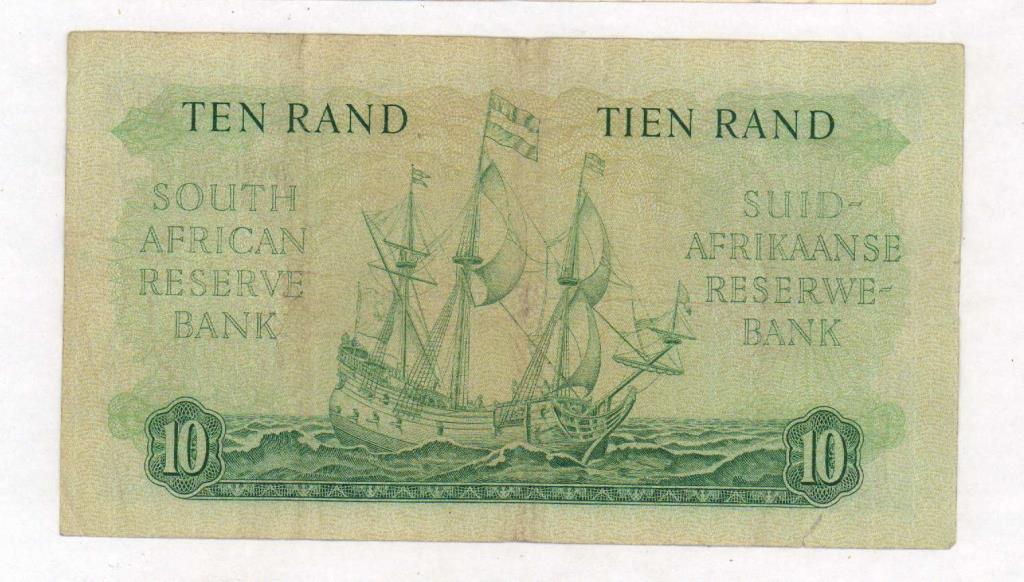 TEN RAND
TIEN RAND
SOUTH
AFRICAN
RESERVE
BANK
SUID-
AFRIKAANSE
RESERWE-
BANK
10
10